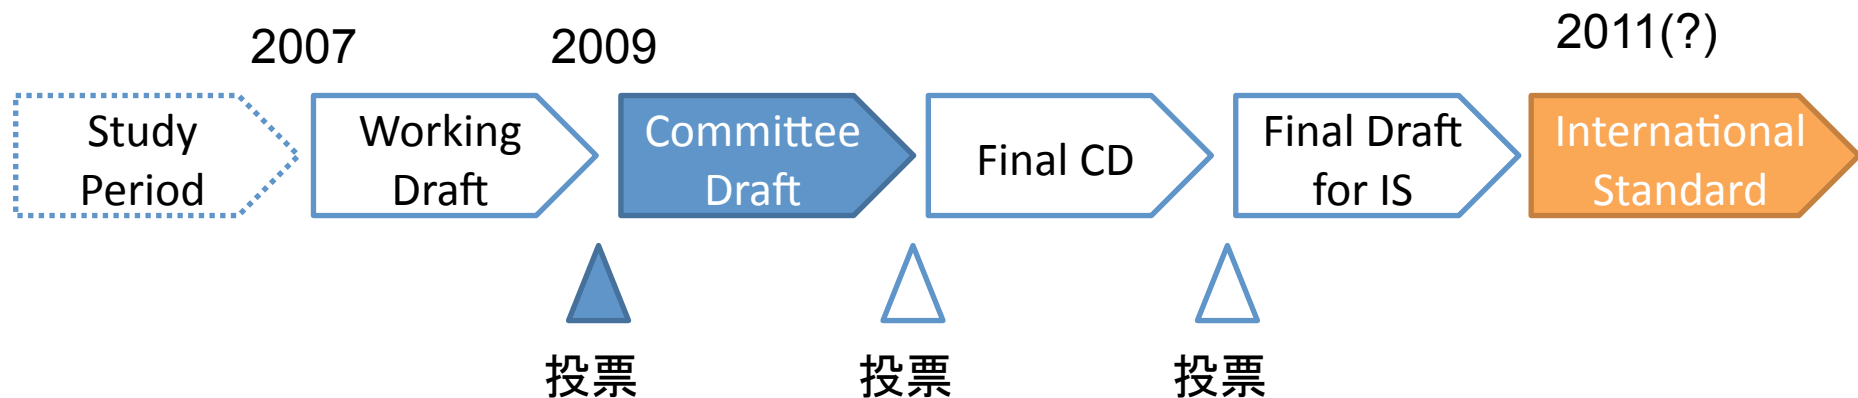 2007
2009
2011(?)
Study
Period
Working
Draft
Committee
Draft
Final CD
Final Draft
for IS
International
Standard
投票
投票
投票